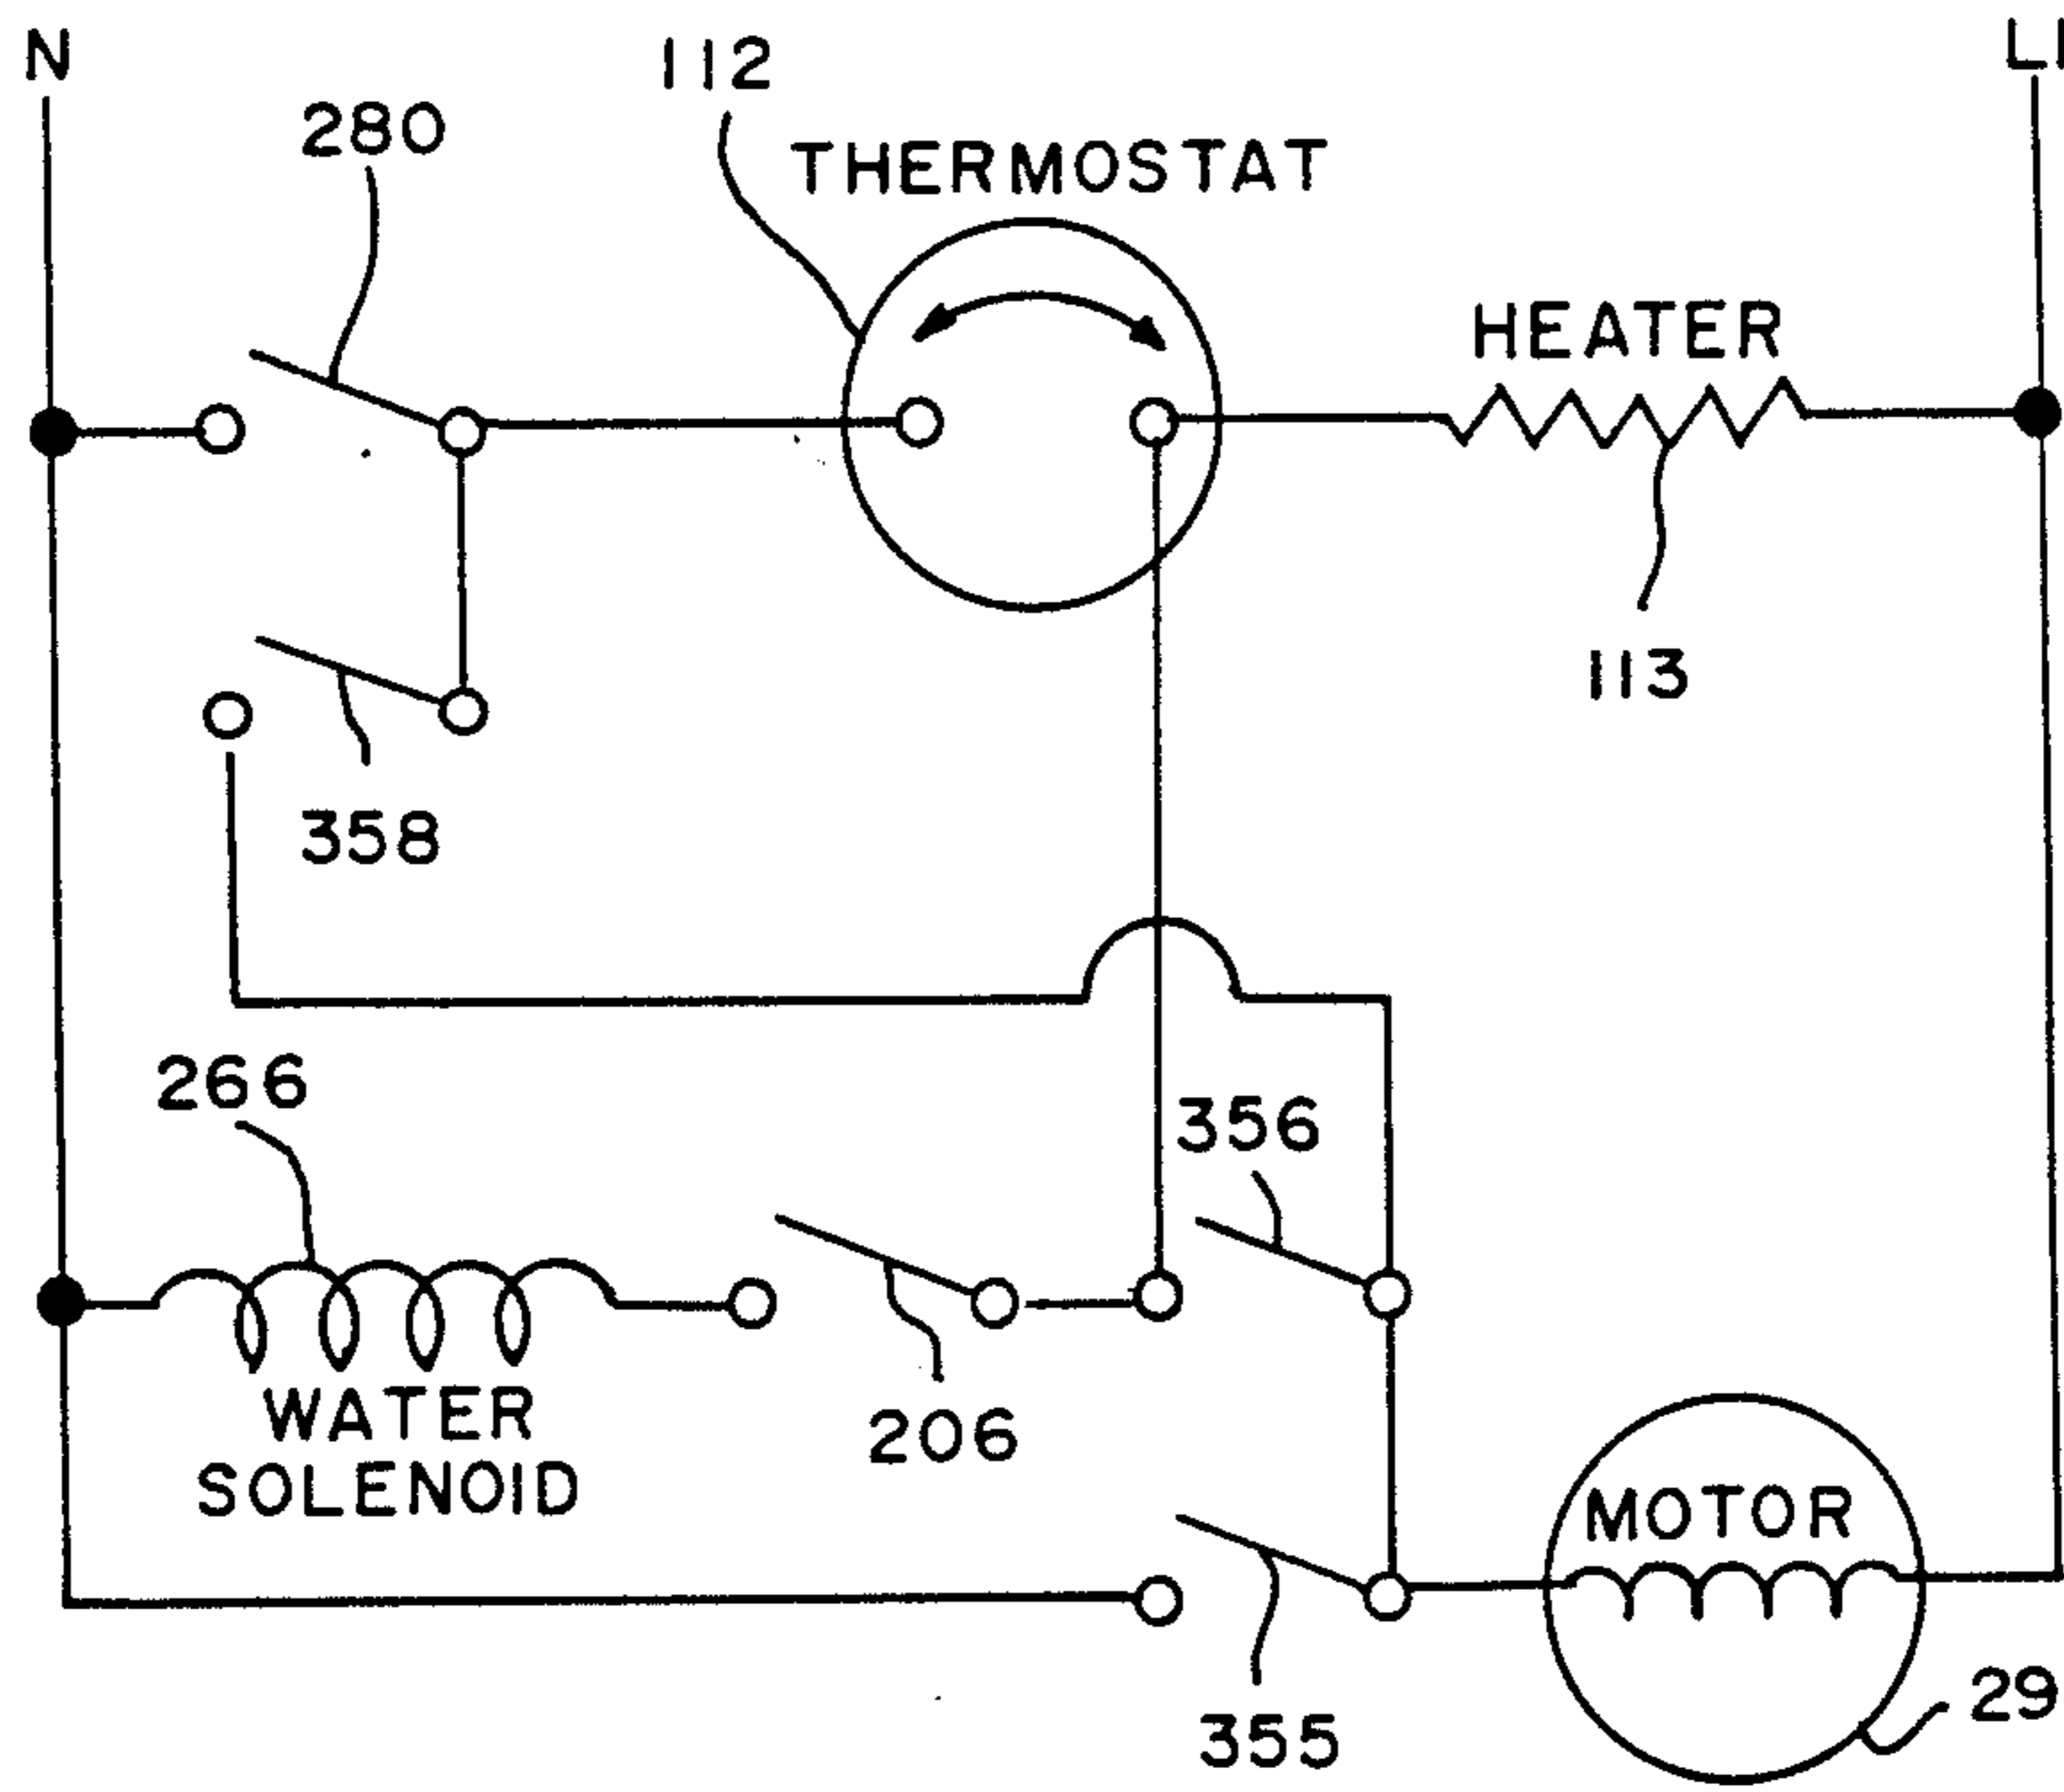 N
L1
280
112
THERMOSTAT
HEATER
113
358
266
356
WATER
SOLENOID
206
MOTOR
355
29